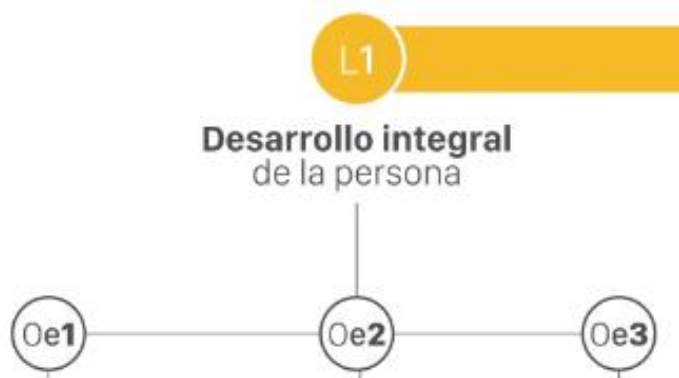 L1
Desarrollo integral
de la persona
Oe1 Oe2 Oe3